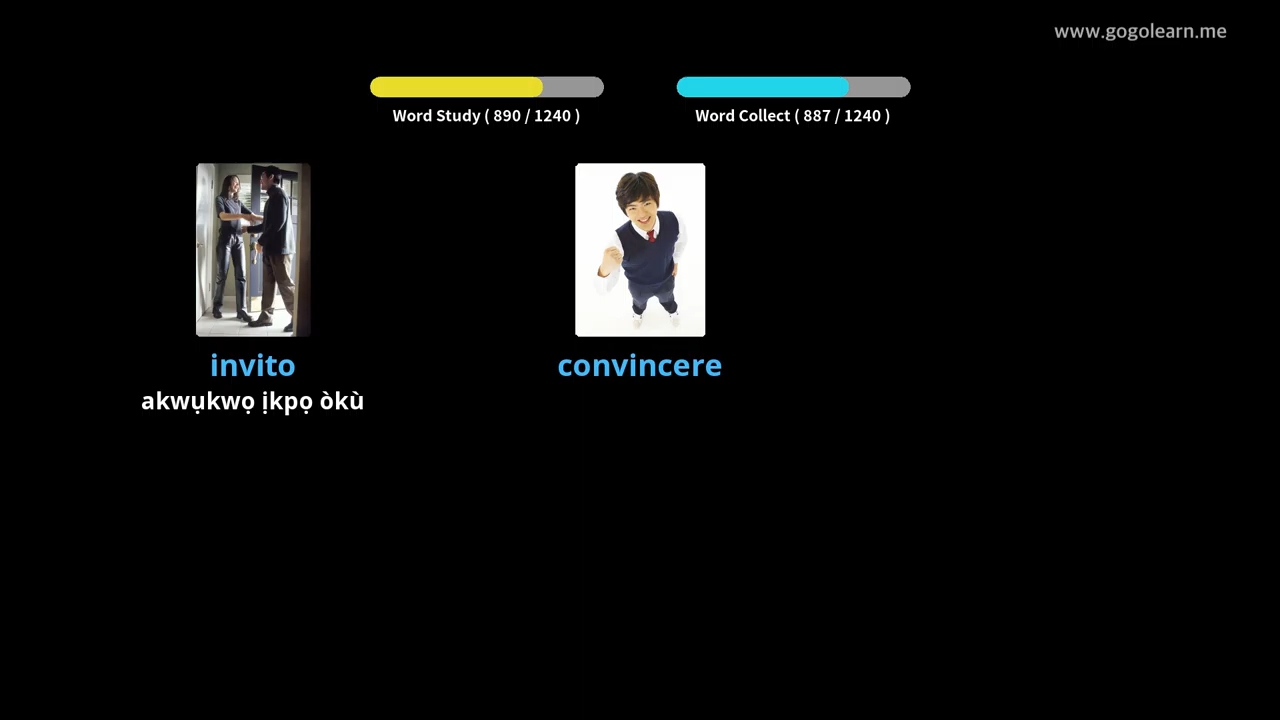 www.gogolearn.me
Word Study ( 890 / 1240 )
Word Collect ( 887 / 1240 )
invito
akwụkwọ ịkpọ òkù
convincere